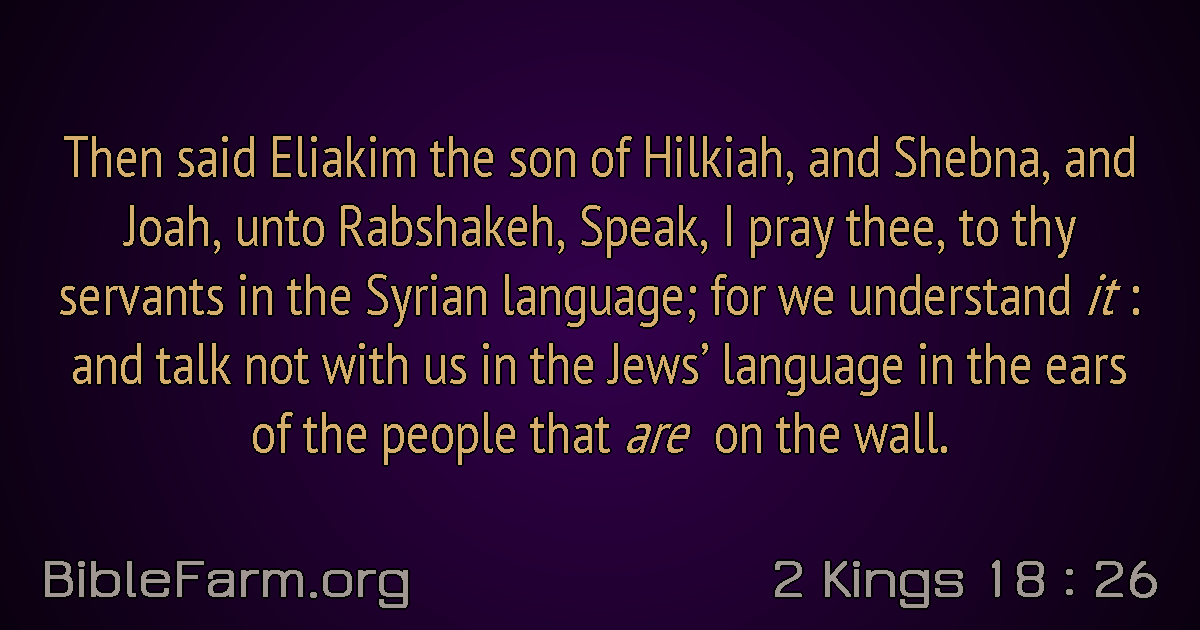 Then said Eliakim the son of Hilkiah, and Shebna, and
Joah, unto Rabshakeh, Speak, I pray thee, to thy
servants in the Syrian language; for we understand it :
and talk not with us in the Jews’ language in the ears
of the people that are on the wall.
BibleFarm.org
2 Kings 18 : 26